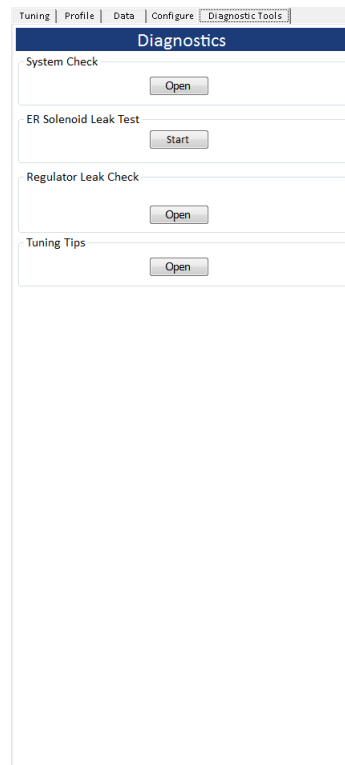 Tuning Profile Data Configure Diagnostic Tools
Diagnostics
System Check
Open
ER Solenoid Leak Test
Start
Regulator Leak Check
Open
Tuning Tips
Open